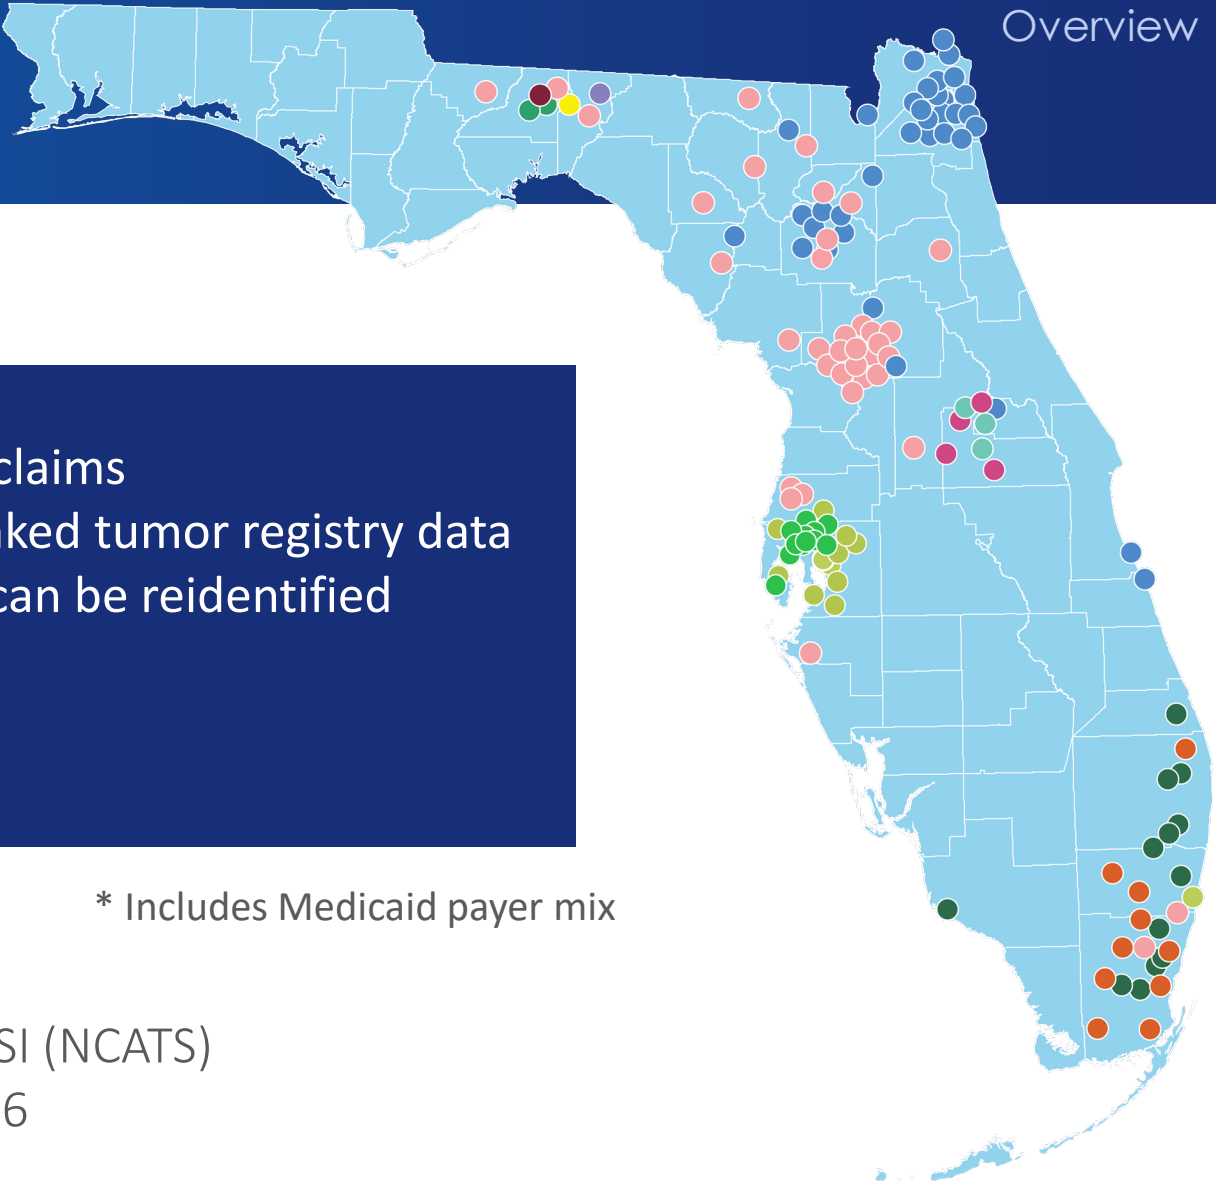 Overview
claims
ked tumor registry data
can be reidentified
* Includes Medicaid payer mix
SI (NCATS)
6